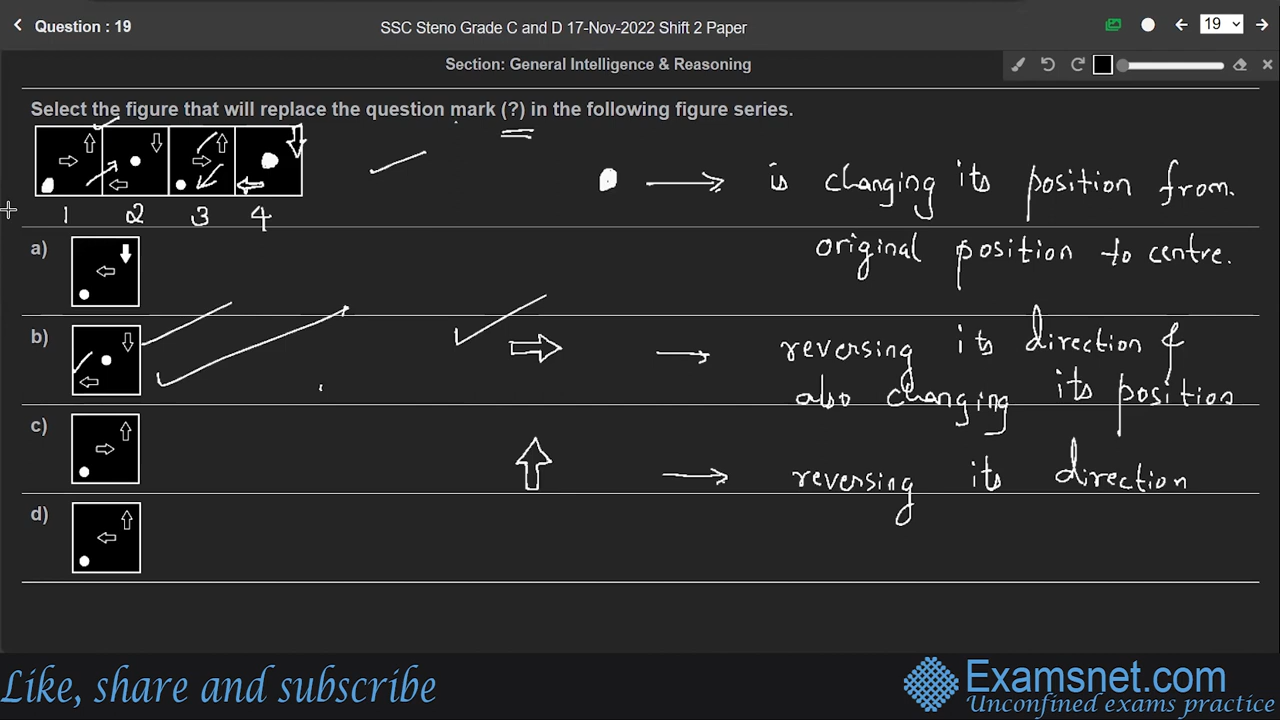 Question : 19
SSC Steno Grade C and D 17-Nov-2022 Shift 2 Paper
19
Section: General Intelligence & Reasoning
Select the figure that will replace the question mark (?) in the following figure series.
1 2 3 4
is changing its position from.
original position to centre.
a)
b)
reversing its direction &
also changing its position
c)
reversing its direction
d)
Like, share and subscribe
Examsnet.com
Unconfined exams practice